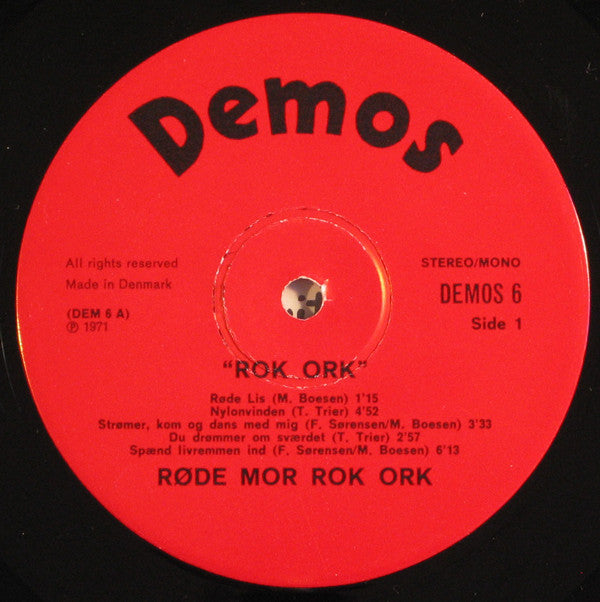 Demos
All rights reserved
Made in Denmark
(DEM 6 A)
℗ 1971
STEREO/MONO
DEMOS 6
Side 1
"ROK ORK"
Røde Lis (M. Boesen) 1'15
Nylonvinden (T. Trier) 4'52
Strømer, kom og dans med mig (F. Sørensen/M. Boesen) 3'33
Du drømmer om sværdet (T. Trier) 2'57
Spænd livremmen ind (F. Sørensen/M. Boesen) 6'13
RØDE MOR ROK ORK